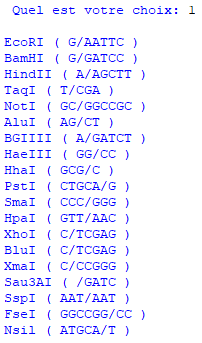 Quel est votre choix: 1
EcoRI ( G/AATTC )
BamHI ( G/GATCC )
HindII ( A/AGCTT )
TaqI ( T/CGA )
NotI ( GC/GGCCGC )
AluI ( AG/CT )
BGIIII ( A/GATCT )
HaeIII ( GG/CC )
HhaI ( GCG/C )
PstI ( CTGCA/G )
SmaI ( CCC/GGG )
HpaI ( GTT/AAC )
XhoI ( C/TCGAG )
BluI ( C/TCGAG )
XmaI ( C/CCGGG )
Sau3AI ( /GATC )
SspI ( AAT/AAT )
FseI ( GGCCGG/CC )
Nsil ( ATGCA/T )